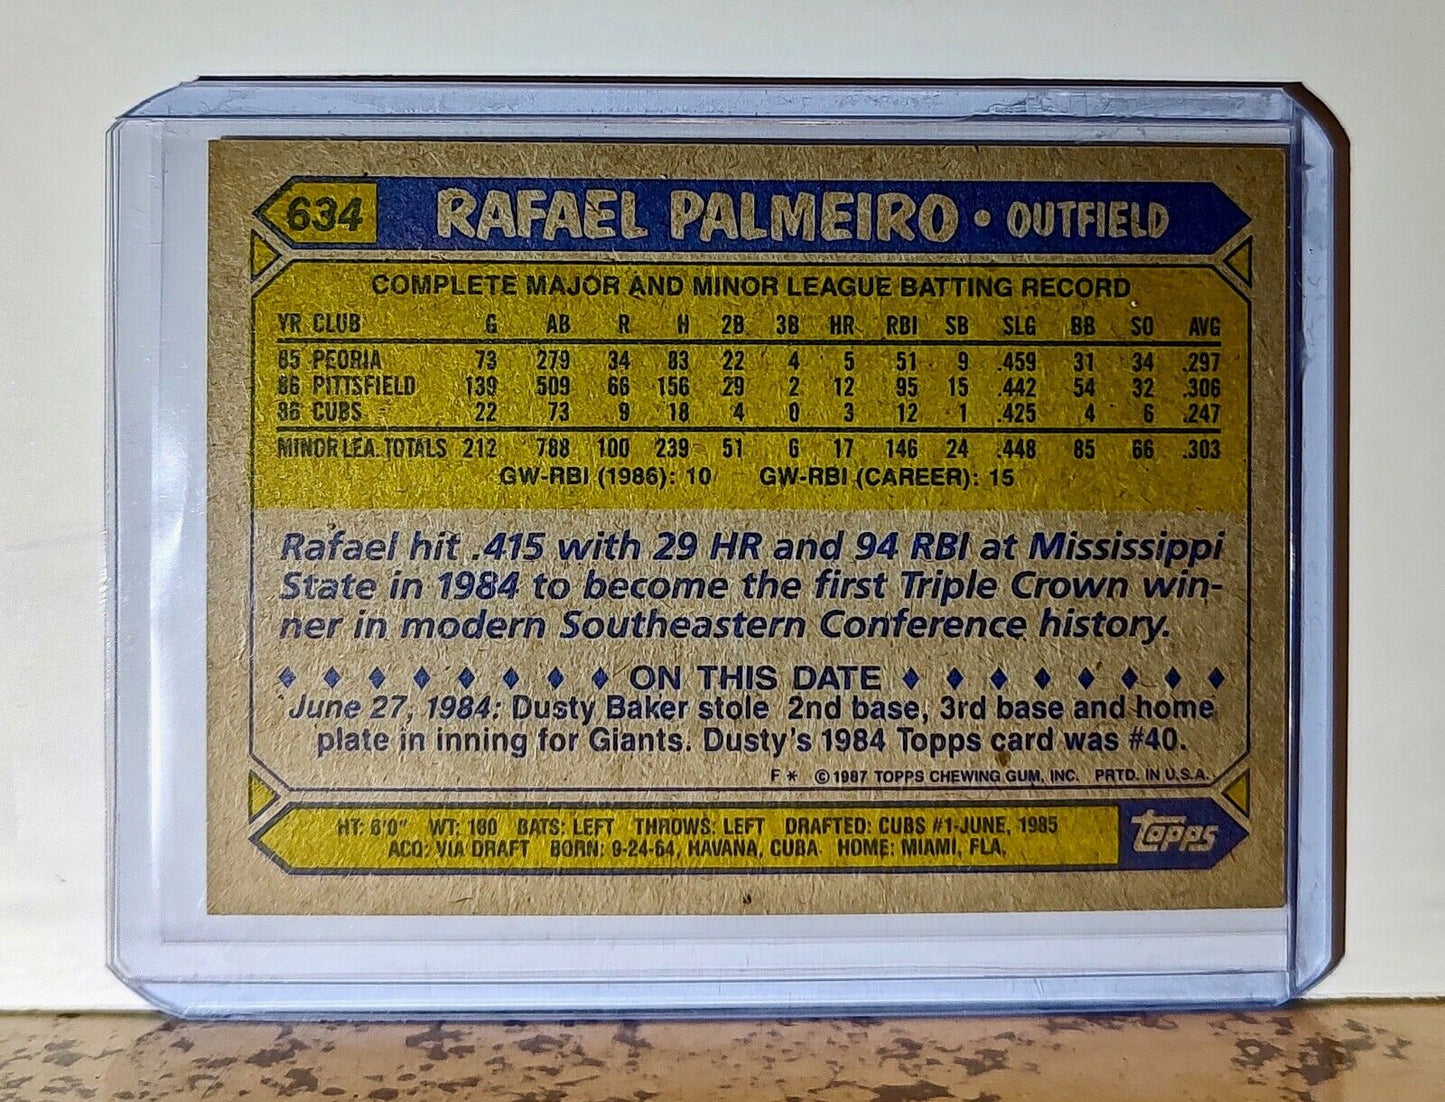 634 RAFAEL PALMEIRO • OUTFIELD
COMPLETE MAJOR AND MINOR LEAGUE BATTING RECORD
YR CLUB G AB R H 2B 3B HR RBI SB SLG BB SO AVG
85 PEORIA 73 279 34 83 22 4 5 51 9 .459 31 34 .297
86 PITTSFIELD 139 509 66 156 29 2 12 95 15 .442 54 32 .306
86 CUBS 22 73 9 18 4 0 3 12 1 .425 4 6 .247
MINOR LEA. TOTALS 212 788 100 239 51 6 17 146 24 .448 85 66 .303
GW-RBI (1986): 10 GW-RBI (CAREER): 15
Rafael hit .415 with 29 HR and 94 RBI at Mississippi
State in 1984 to become the first Triple Crown win-
ner in modern Southeastern Conference history.
♦ ♦ ♦ ♦ ♦ ♦ ♦ ♦ ON THIS DATE ♦ ♦ ♦ ♦ ♦ ♦ ♦ ♦
June 27, 1984: Dusty Baker stole 2nd base, 3rd base and home
plate in inning for Giants. Dusty's 1984 Topps card was #40.
F * © 1987 TOPPS CHEWING GUM, INC. PRTD. IN U.S.A.
HT: 6'0" WT: 180 BATS: LEFT THROWS: LEFT DRAFTED: CUBS #1-JUNE, 1985
ACQ: VIA DRAFT BORN: 9-24-64, HAVANA, CUBA HOME: MIAMI, FLA.
topps